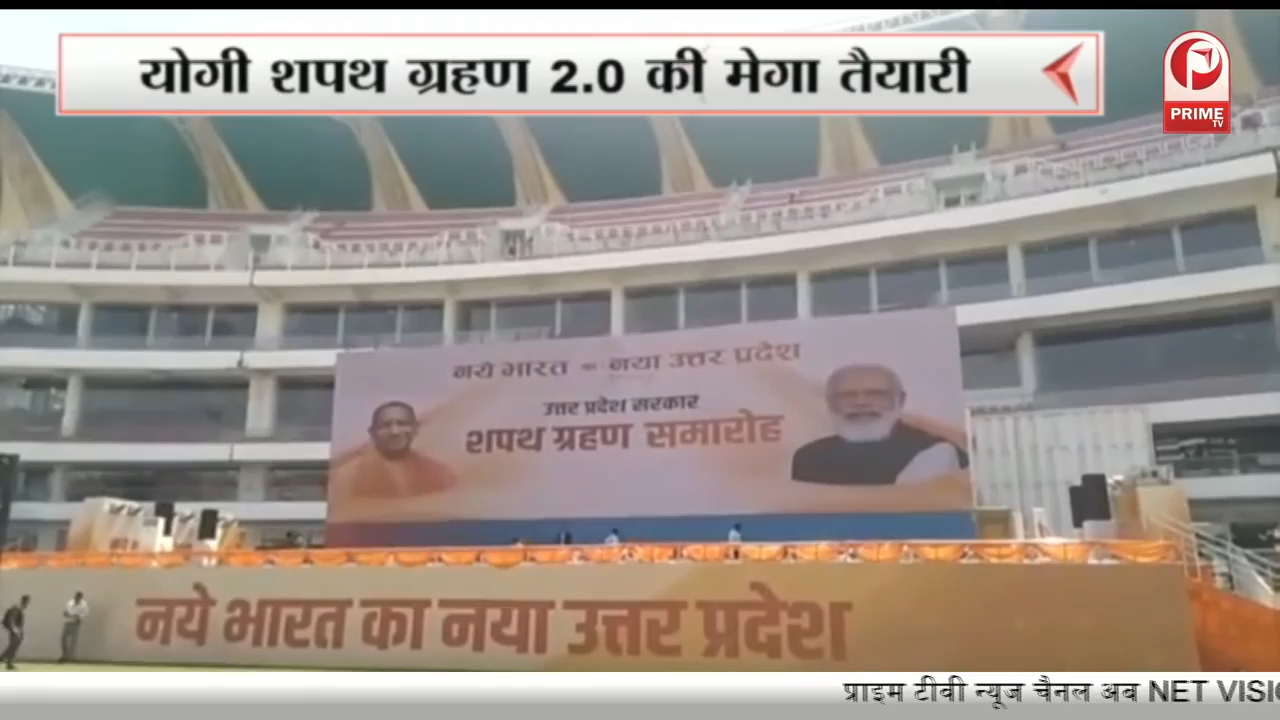 योगी शपथ ग्रहण 2.0 की मेगा तैयारी
PRIME
TV
नये भारत का नया उत्तर प्रदेश
उत्तर प्रदेश सरकार
शपथ ग्रहण समारोह
नये भारत का नया उत्तर प्रदेश
प्राइम टीवी न्यूज चैनल अब NET VISI